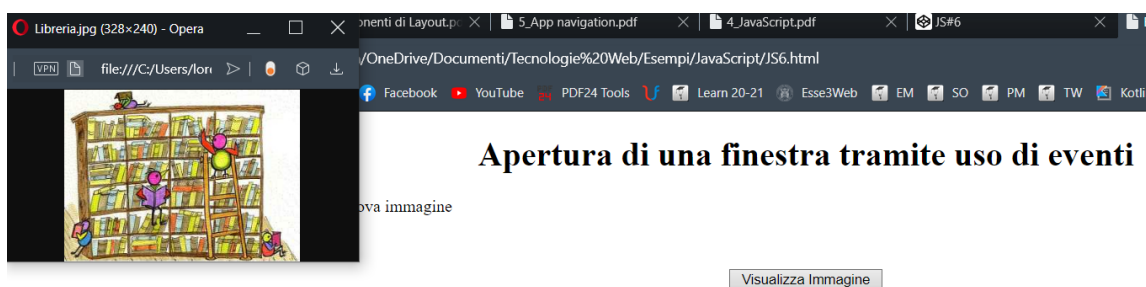 Libreria.jpg (328×240) - Opera
onenti di Layout.pd
5_App navigation.pdf
4_JavaScript.pdf
JS#6
VPN
file:///C:/Users/lore
/OneDrive/Documenti/Tecnologie%20Web/Esempi/JavaScript/JS6.html
Facebook YouTube PDF24 Tools Learn 20-21 Esse3Web EM SO PM TW Kotli
Apertura di una finestra tramite uso di eventi
ova immagine
Visualizza Immagine